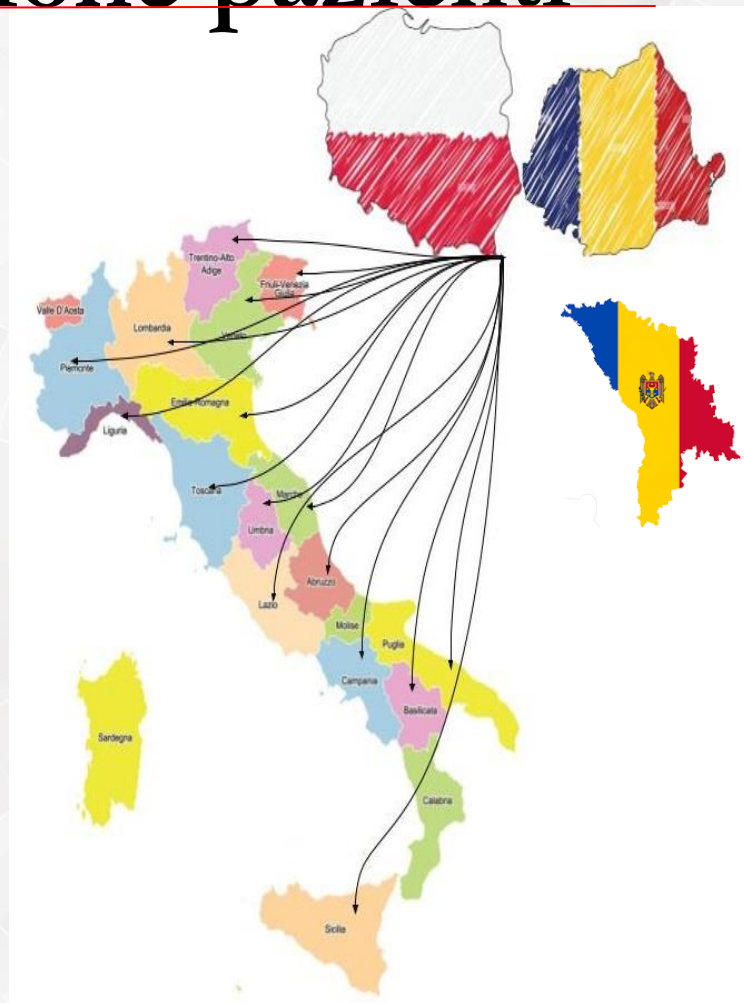 ione pazienti
Trentino-Alto
Adige
Friuli-Venezia
Giulia
Valle D'Aosta
Lombardia
Veneto
Piemonte
Emilia-Romagna
Liguria
Toscana
Marche
Umbria
Abruzzo
Lazio
Molise
Puglia
Campania
Basilicata
Sardegna
Calabria
Sicilia